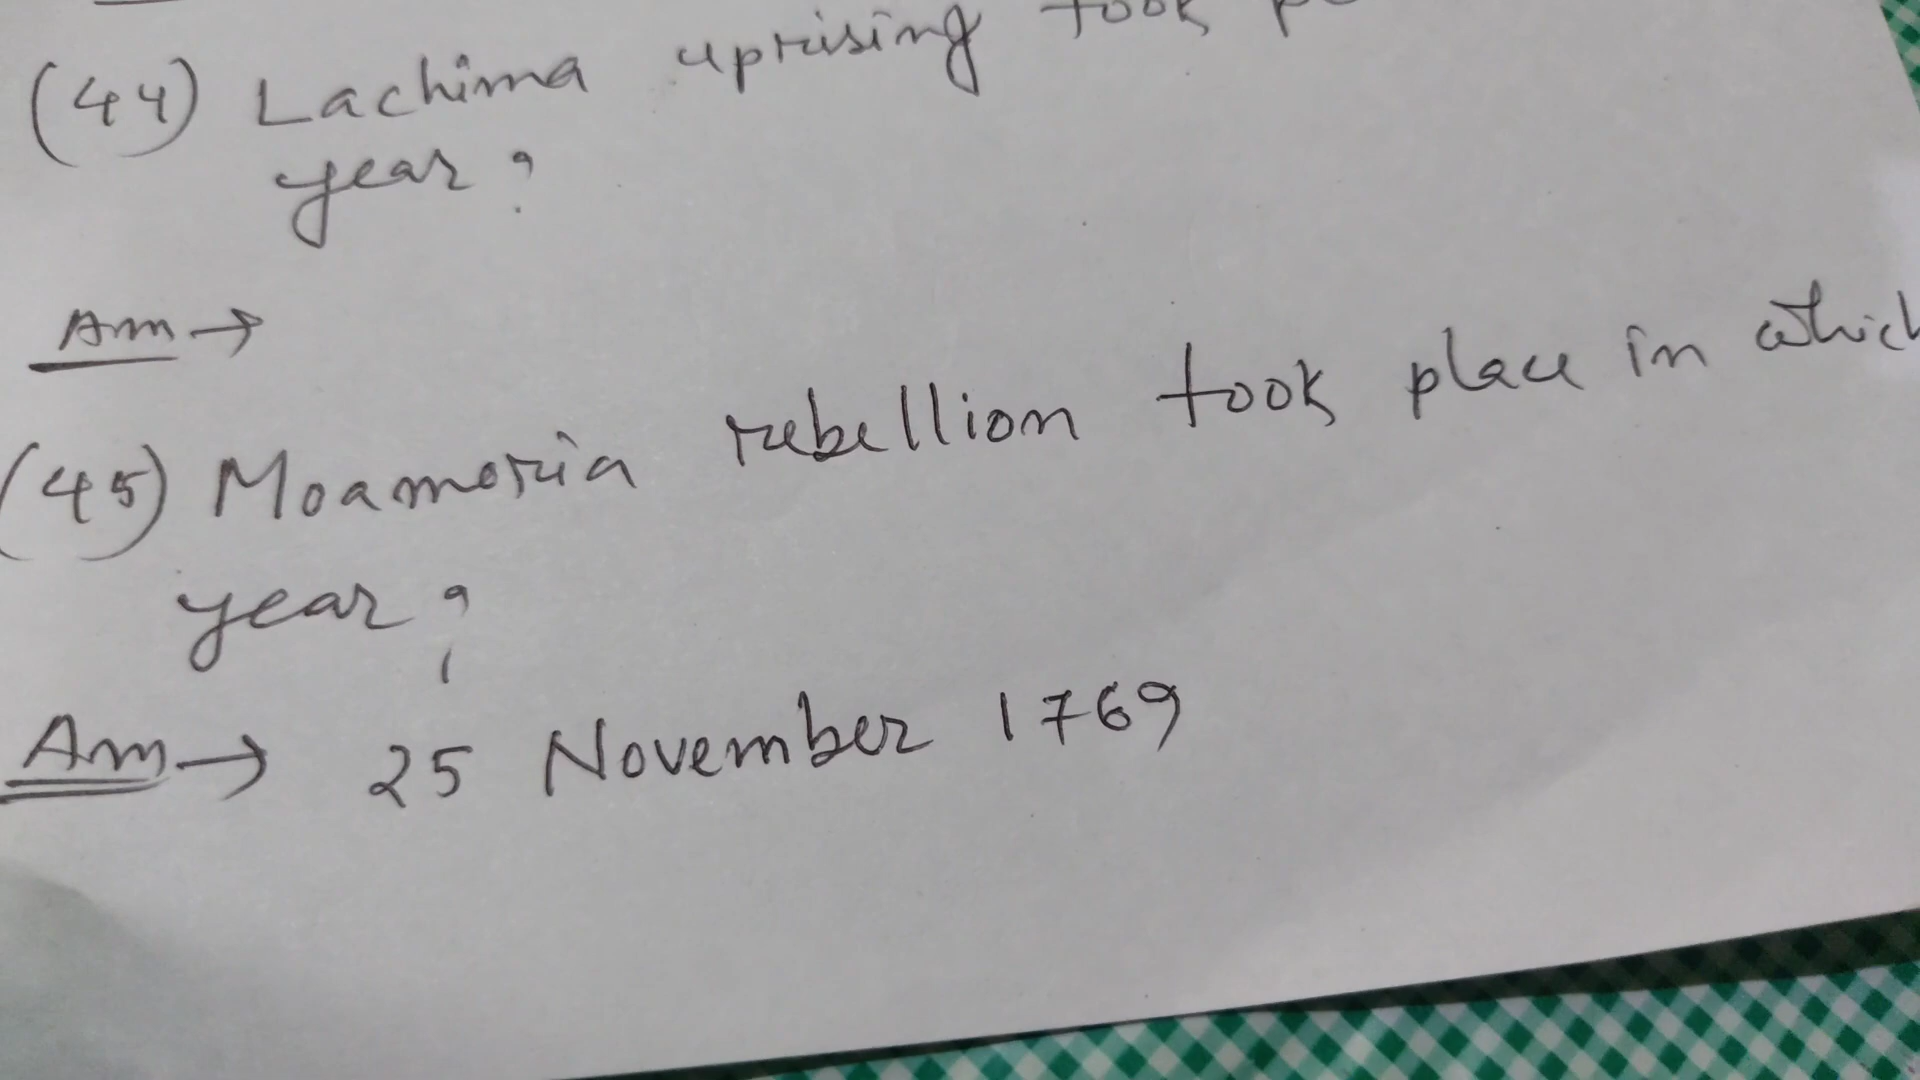 (44) Lachima uprising took
year?
Ans →
(45) Moamoria rebellion took place in which
year?
Ans → 25 November 1769